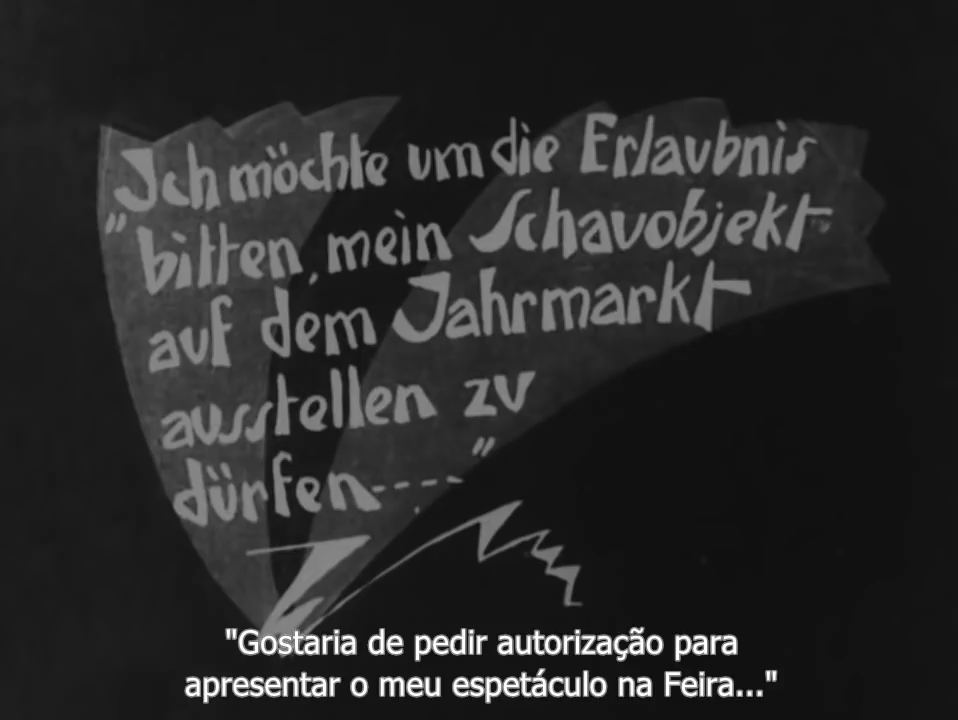 „Ich möchte um die Erlaubnis
bitten, mein Schauobjekt
auf dem Jahrmarkt
ausstellen zu
dürfen----"
"Gostaria de pedir autorização para
apresentar o meu espetáculo na Feira..."